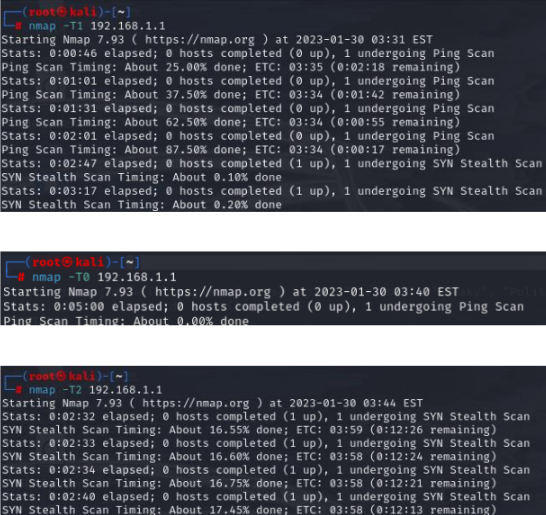 ┌──(root㉿kali)-[~]
└─# nmap -T1 192.168.1.1
Starting Nmap 7.93 ( https://nmap.org ) at 2023-01-30 03:31 EST
Stats: 0:00:46 elapsed; 0 hosts completed (0 up), 1 undergoing Ping Scan
Ping Scan Timing: About 25.00% done; ETC: 03:35 (0:02:18 remaining)
Stats: 0:01:01 elapsed; 0 hosts completed (0 up), 1 undergoing Ping Scan
Ping Scan Timing: About 37.50% done; ETC: 03:34 (0:01:42 remaining)
Stats: 0:01:31 elapsed; 0 hosts completed (0 up), 1 undergoing Ping Scan
Ping Scan Timing: About 62.50% done; ETC: 03:34 (0:00:55 remaining)
Stats: 0:02:01 elapsed; 0 hosts completed (0 up), 1 undergoing Ping Scan
Ping Scan Timing: About 87.50% done; ETC: 03:34 (0:00:17 remaining)
Stats: 0:02:47 elapsed; 0 hosts completed (1 up), 1 undergoing SYN Stealth Scan
SYN Stealth Scan Timing: About 0.10% done
Stats: 0:03:17 elapsed; 0 hosts completed (1 up), 1 undergoing SYN Stealth Scan
SYN Stealth Scan Timing: About 0.20% done
┌──(root㉿kali)-[~]
└─# nmap -T0 192.168.1.1
Starting Nmap 7.93 ( https://nmap.org ) at 2023-01-30 03:40 EST
Stats: 0:05:00 elapsed; 0 hosts completed (0 up), 1 undergoing Ping Scan
Ping Scan Timing: About 0.00% done
┌──(root㉿kali)-[~]
└─# nmap -T2 192.168.1.1
Starting Nmap 7.93 ( https://nmap.org ) at 2023-01-30 03:44 EST
Stats: 0:02:32 elapsed; 0 hosts completed (1 up), 1 undergoing SYN Stealth Scan
SYN Stealth Scan Timing: About 16.55% done; ETC: 03:59 (0:12:26 remaining)
Stats: 0:02:33 elapsed; 0 hosts completed (1 up), 1 undergoing SYN Stealth Scan
SYN Stealth Scan Timing: About 16.60% done; ETC: 03:58 (0:12:24 remaining)
Stats: 0:02:34 elapsed; 0 hosts completed (1 up), 1 undergoing SYN Stealth Scan
SYN Stealth Scan Timing: About 16.75% done; ETC: 03:58 (0:12:21 remaining)
Stats: 0:02:40 elapsed; 0 hosts completed (1 up), 1 undergoing SYN Stealth Scan
SYN Stealth Scan Timing: About 17.45% done; ETC: 03:58 (0:12:13 remaining)